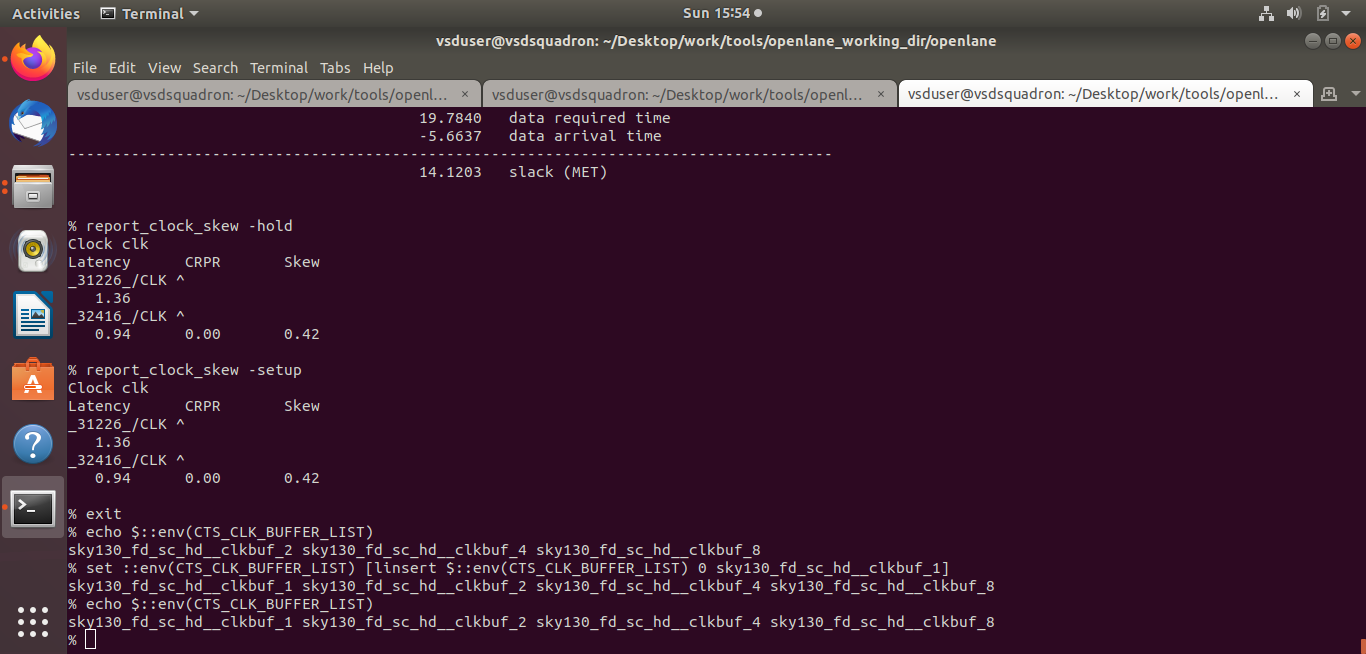 Activities Terminal Sun 15:54
vsduser@vsdsquadron: ~/Desktop/work/tools/openlane_working_dir/openlane
File Edit View Search Terminal Tabs Help
vsduser@vsdsquadron: ~/Desktop/work/tools/openl... × vsduser@vsdsquadron: ~/Desktop/work/tools/openl... × vsduser@vsdsquadron: ~/Desktop/work/tools/openl... ×
19.7840 data required time
-5.6637 data arrival time
-------------------------------------------------------------------------------------
14.1203 slack (MET)
% report_clock_skew -hold
Clock clk
Latency CRPR Skew
_31226_/CLK ^
1.36
_32416_/CLK ^
0.94 0.00 0.42
% report_clock_skew -setup
Clock clk
Latency CRPR Skew
_31226_/CLK ^
1.36
_32416_/CLK ^
0.94 0.00 0.42
% exit
% echo $::env(CTS_CLK_BUFFER_LIST)
sky130_fd_sc_hd__clkbuf_2 sky130_fd_sc_hd__clkbuf_4 sky130_fd_sc_hd__clkbuf_8
% set ::env(CTS_CLK_BUFFER_LIST) [linsert $::env(CTS_CLK_BUFFER_LIST) 0 sky130_fd_sc_hd__clkbuf_1]
sky130_fd_sc_hd__clkbuf_1 sky130_fd_sc_hd__clkbuf_2 sky130_fd_sc_hd__clkbuf_4 sky130_fd_sc_hd__clkbuf_8
% echo $::env(CTS_CLK_BUFFER_LIST)
sky130_fd_sc_hd__clkbuf_1 sky130_fd_sc_hd__clkbuf_2 sky130_fd_sc_hd__clkbuf_4 sky130_fd_sc_hd__clkbuf_8
%